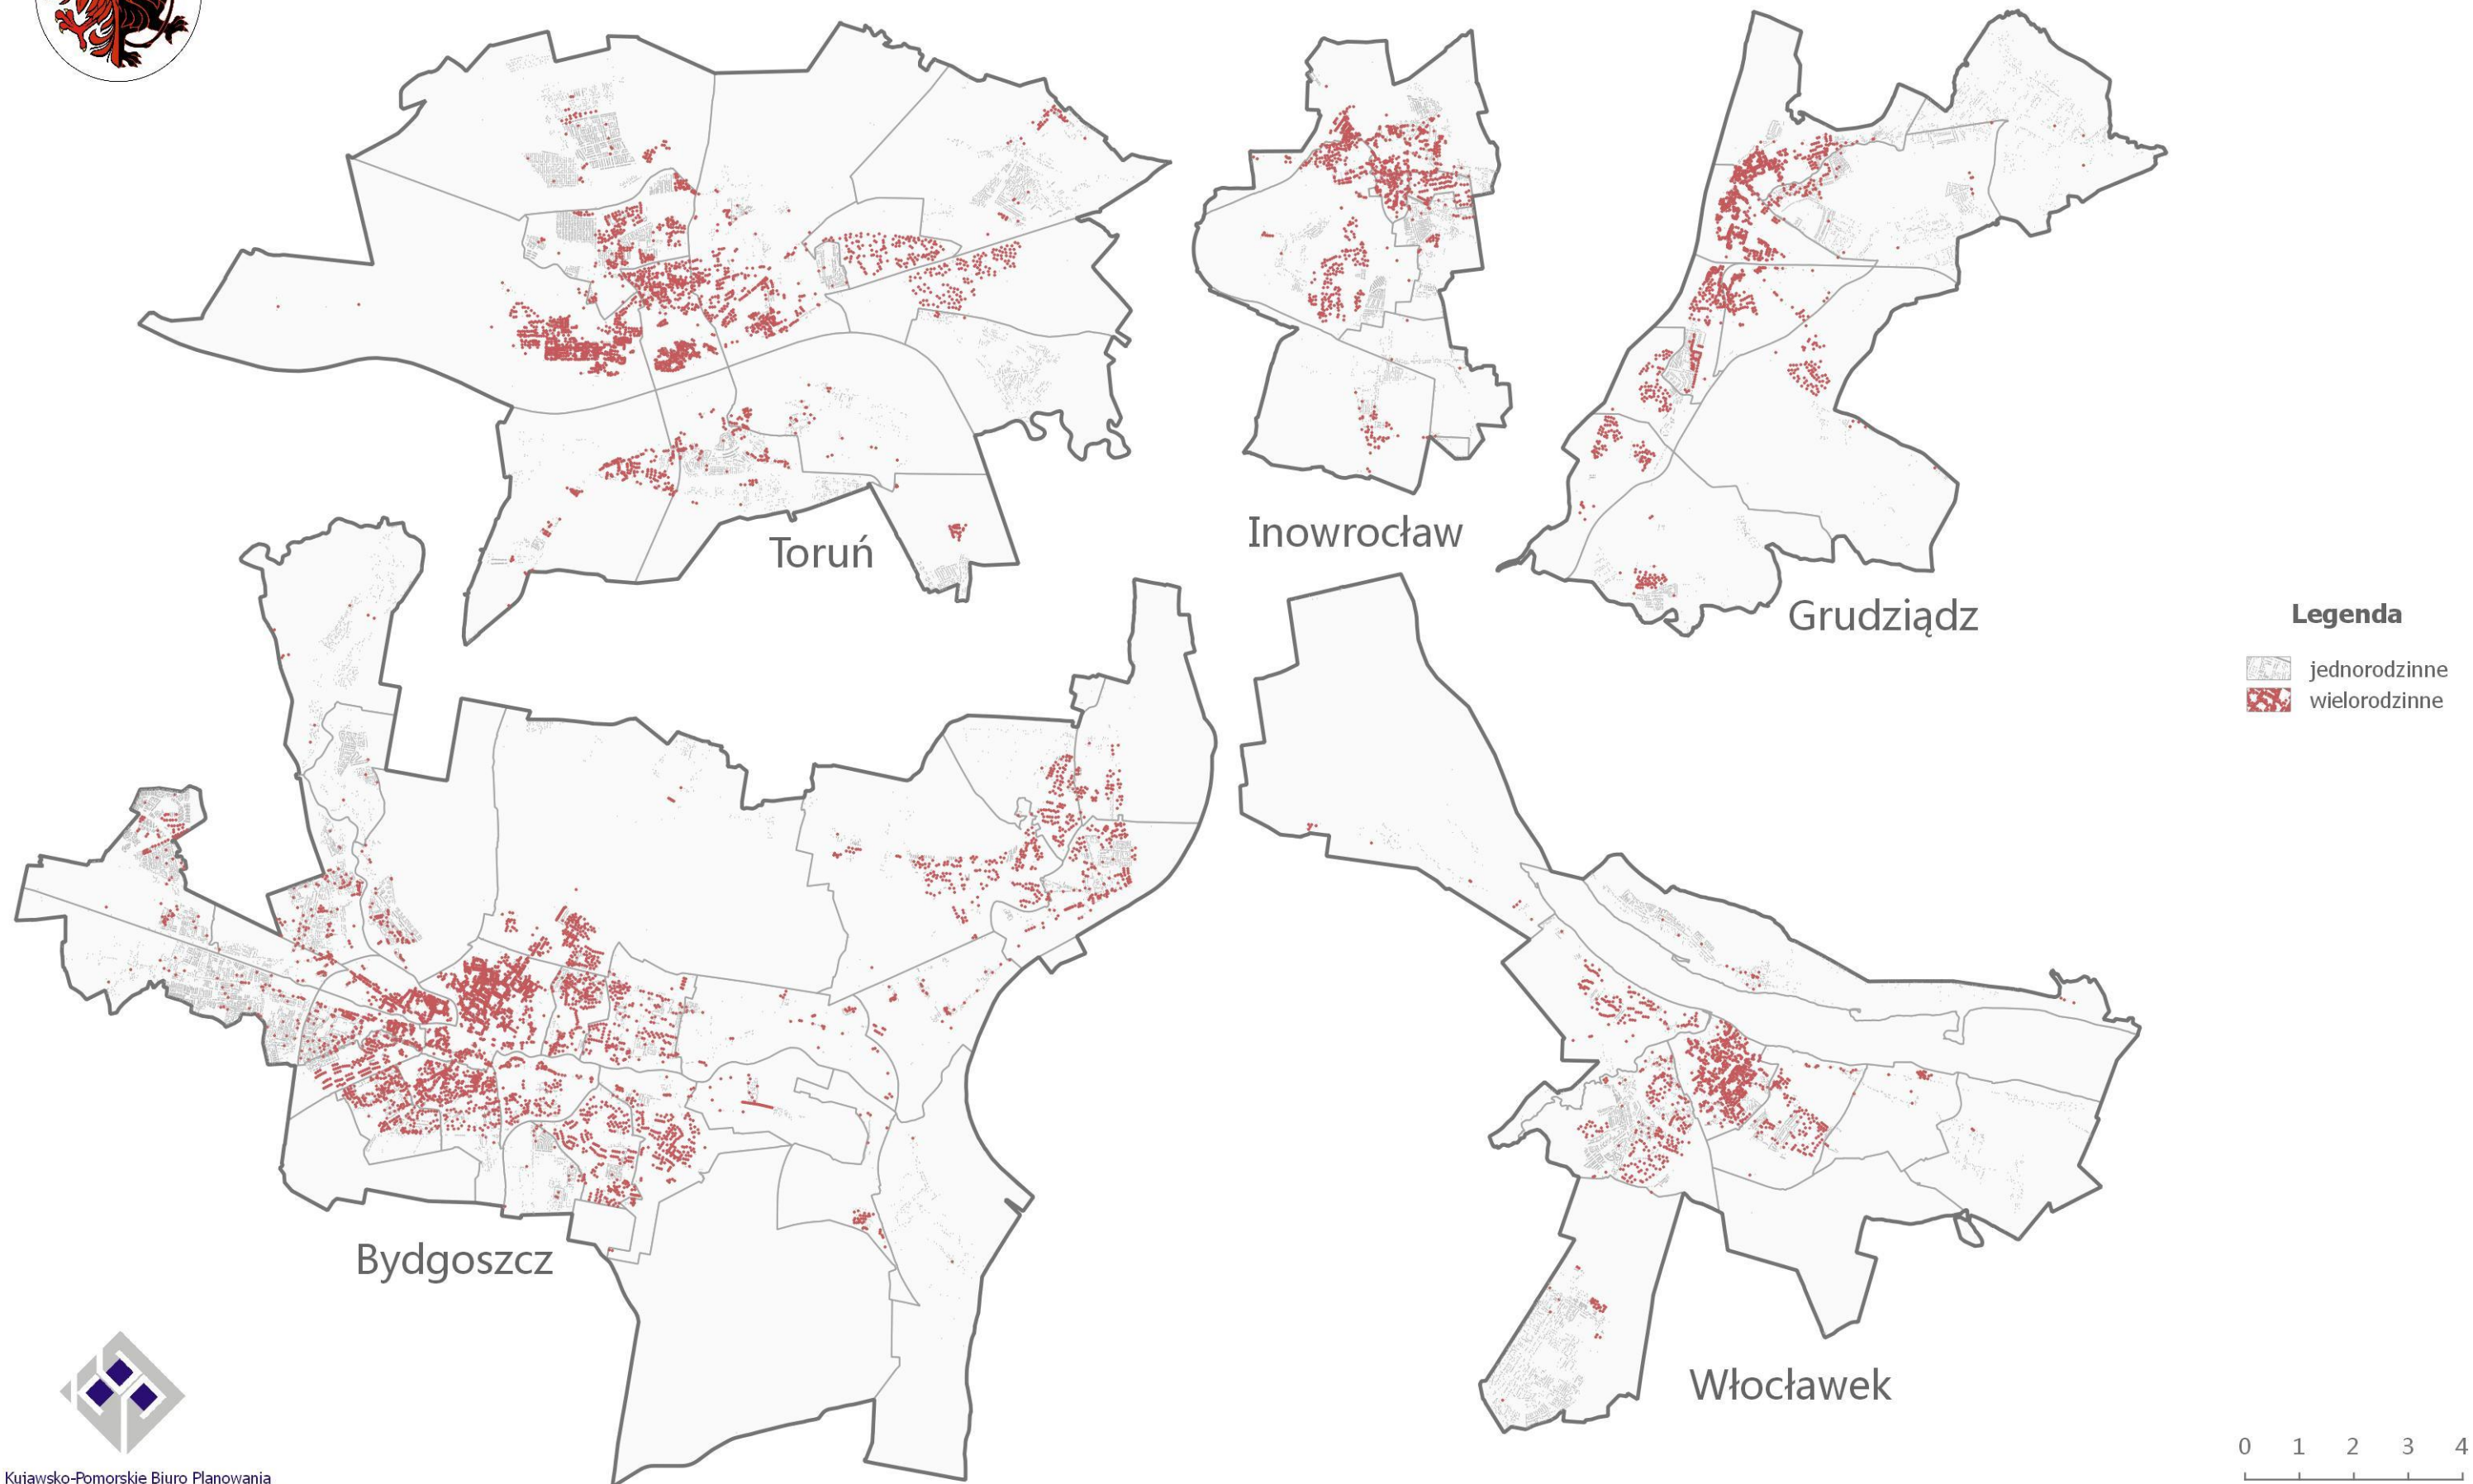 Toruń
Inowrocław
Grudziądz
Legenda
jednorodzinne
wielorodzinne
Bydgoszcz
Włocławek
0 1 2 3 4
Kujawsko-Pomorskie Biuro Planowania